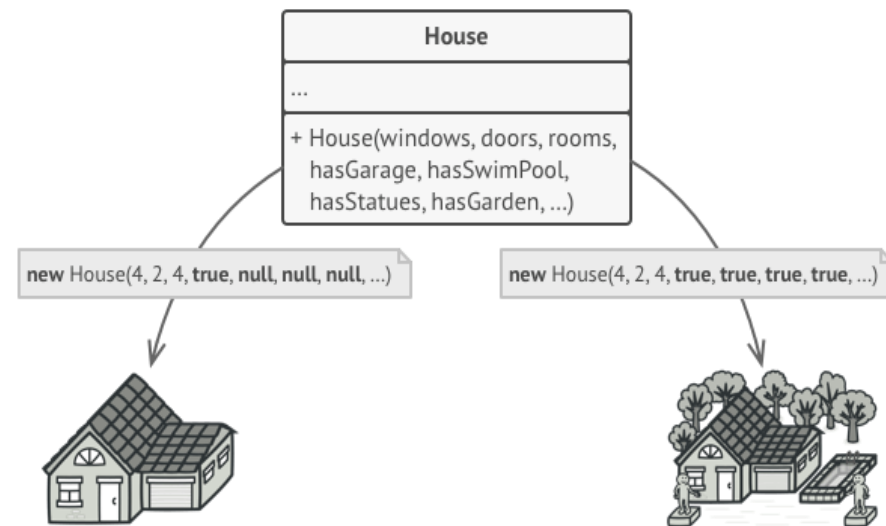 House
...
+ House(windows, doors, rooms,
hasGarage, hasSwimPool,
hasStatues, hasGarden, ...)
new House(4, 2, 4, true, null, null, null, ...)
new House(4, 2, 4, true, true, true, true, ...)